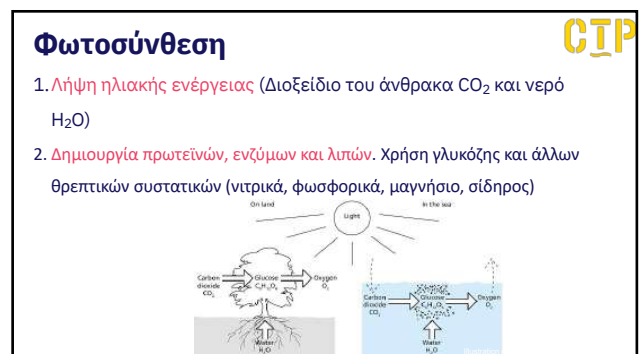 CTP
Φωτοσύνθεση
1. Λήψη ηλιακής ενέργειας (Διοξείδιο του άνθρακα CO₂ και νερό
H₂O)
2. Δημιουργία πρωτεϊνών, ενζύμων και λιπών. Χρήση γλυκόζης και άλλων
θρεπτικών συστατικών (νιτρικά, φωσφορικά, μαγνήσιο, σίδηρος)
On land
Light
In the sea
Carbon
dioxide
CO₂
Glucose
C₆H₁₂O₆
Oxygen
O₂
Water
H₂O
Carbon
dioxide
CO₂
Glucose
C₆H₁₂O₆
Oxygen
O₂
Water
H₂O